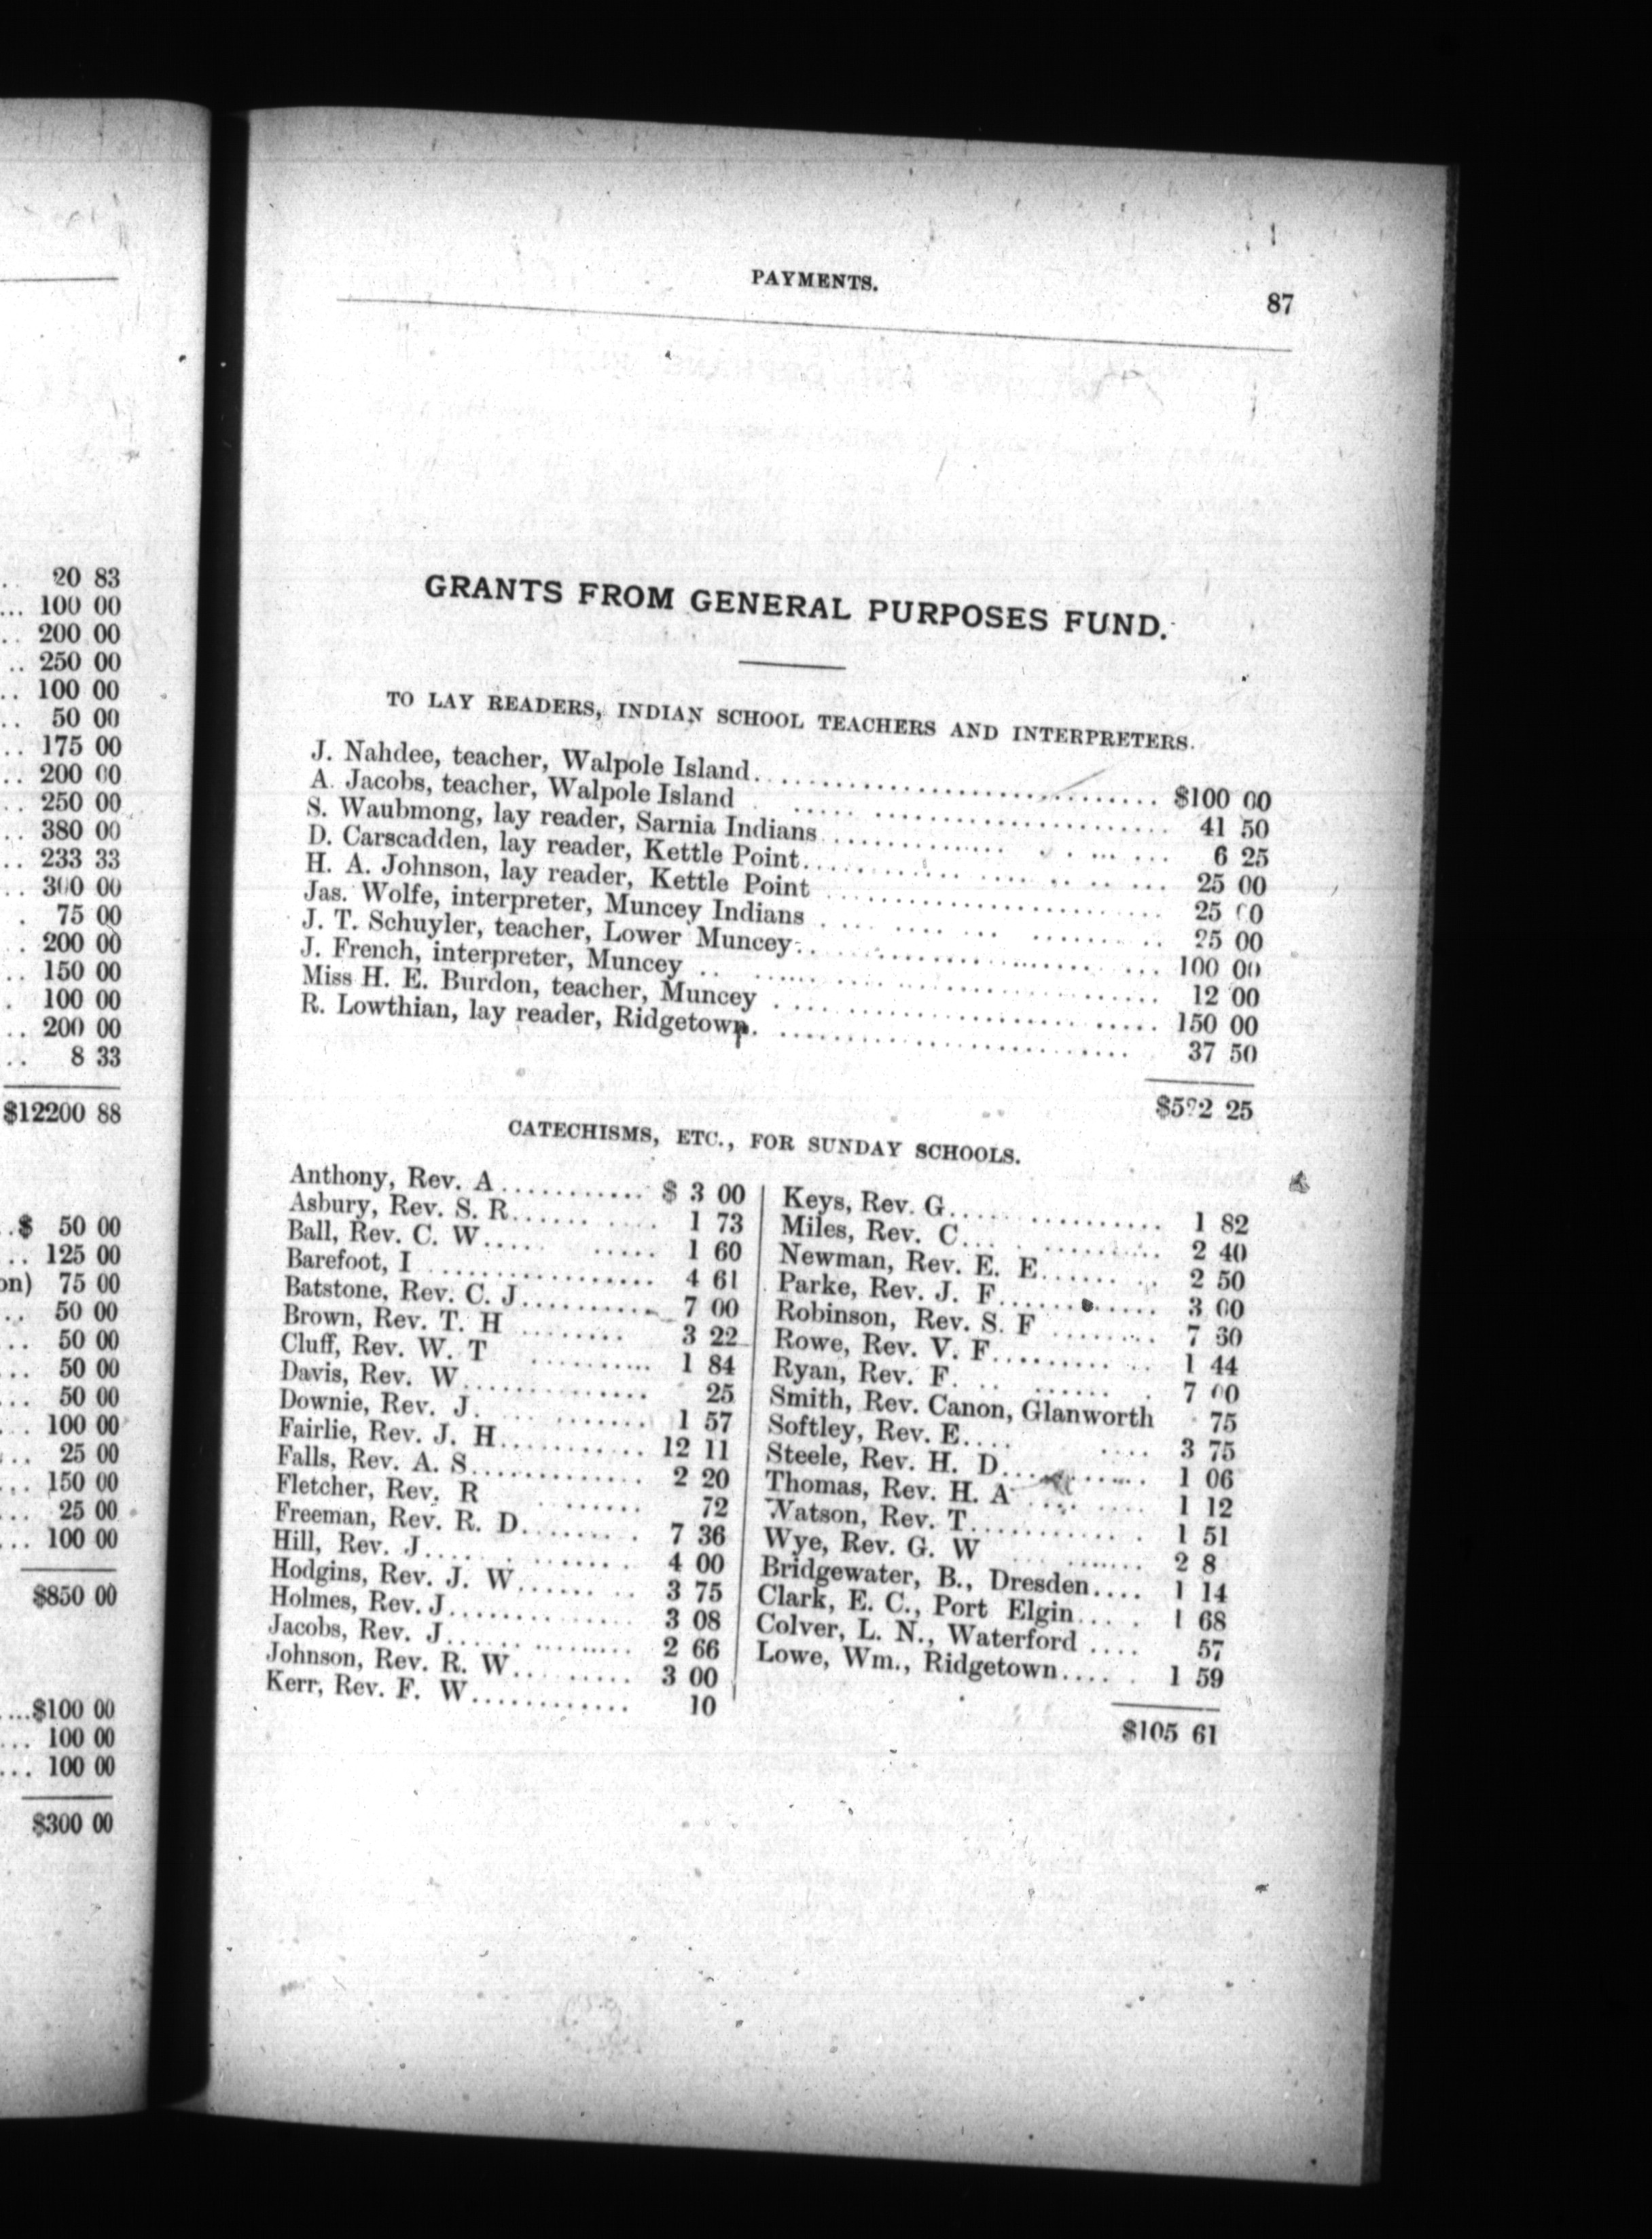 20 83
... 100 00
.. 200 00
.. 250 00
.. 100 00
.. 50 00
.. 175 00
.. 200 00
.. 250 00
.. 380 00
.. 233 33
.. 300 00
. 75 00
.. 200 00
.. 150 00
. 100 00
.. 200 00
.. 8 33
$12200 88
..$ 50 00
.. 125 00
on) 75 00
.. 50 00
.. 50 00
... 50 00
... 50 00
... 100 00
... 25 00
... 150 00
... 25 00
... 100 00
$850 00
....$100 00
... 100 00
... 100 00
$300 00
PAYMENTS. 87
GRANTS FROM GENERAL PURPOSES FUND.
TO LAY READERS, INDIAN SCHOOL TEACHERS AND INTERPRETERS.
J. Nahdee, teacher, Walpole Island.............................. $100 00
A. Jacobs, teacher, Walpole Island .............................. 41 50
S. Waubmong, lay reader, Sarnia Indians.............................. 6 25
D. Carscadden, lay reader, Kettle Point.............................. 25 00
H. A. Johnson, lay reader, Kettle Point .............................. 25 00
Jas. Wolfe, interpreter, Muncey Indians .............................. 25 00
J. T. Schuyler, teacher, Lower Muncey.............................. 100 00
J. French, interpreter, Muncey .............................. 12 00
Miss H. E. Burdon, teacher, Muncey .............................. 150 00
R. Lowthian, lay reader, Ridgetown.............................. 37 50
$522 25
CATECHISMS, ETC., FOR SUNDAY SCHOOLS.
Anthony, Rev. A............ $ 3 00
Asbury, Rev. S. R............ 1 73
Ball, Rev. C. W............ 1 60
Barefoot, I ............ 4 61
Batstone, Rev. C. J............ 7 00
Brown, Rev. T. H ........ 3 22
Cluff, Rev. W. T .......... 1 84
Davis, Rev. W............ 25
Downie, Rev. J............ 1 57
Fairlie, Rev. J. H........... 12 11
Falls, Rev. A. S............ 2 20
Fletcher, Rev. R ....... 72
Freeman, Rev. R. D......... 7 36
Hill, Rev. J............ 4 00
Hodgins, Rev. J. W......... 3 75
Holmes, Rev. J............ 3 08
Jacobs, Rev. J............ 2 66
Johnson, Rev. R. W......... 3 00
Kerr, Rev. F. W............ 10
Keys, Rev. G............ 1 82
Miles, Rev. C............ 2 40
Newman, Rev. E. E......... 2 50
Parke, Rev. J. F............ 3 00
Robinson, Rev. S. F ........ 7 30
Rowe, Rev. V. F............ 1 44
Ryan, Rev. F............ 7 00
Smith, Rev. Canon, Glanworth 75
Softley, Rev. E............ 3 75
Steele, Rev. H. D............ 1 06
Thomas, Rev. H. A ........ 1 12
Watson, Rev. T............ 1 51
Wye, Rev. G. W ....... 2 8
Bridgewater, B., Dresden.... 1 14
Clark, E. C., Port Elgin..... 1 68
Colver, L. N., Waterford .... 57
Lowe, Wm., Ridgetown..... 1 59
$105 61